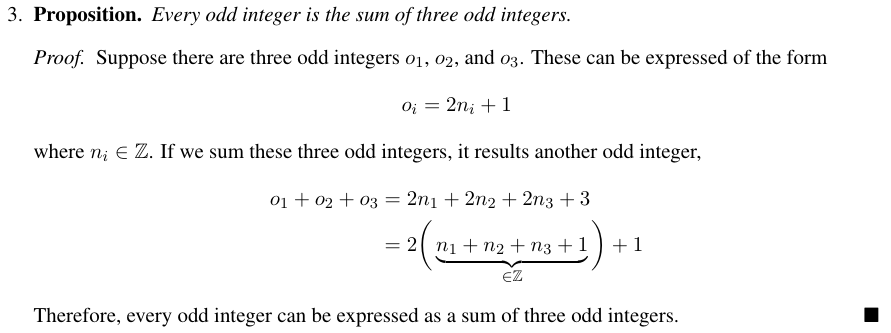 3. Proposition. Every odd integer is the sum of three odd integers.
Proof. Suppose there are three odd integers o₁, o₂, and o₃. These can be expressed of the form
oᵢ = 2nᵢ + 1
where nᵢ ∈ ℤ. If we sum these three odd integers, it results another odd integer,
o₁ + o₂ + o₃ = 2n₁ + 2n₂ + 2n₃ + 3
= 2(n₁ + n₂ + n₃ + 1) + 1
∈ℤ
Therefore, every odd integer can be expressed as a sum of three odd integers. ■